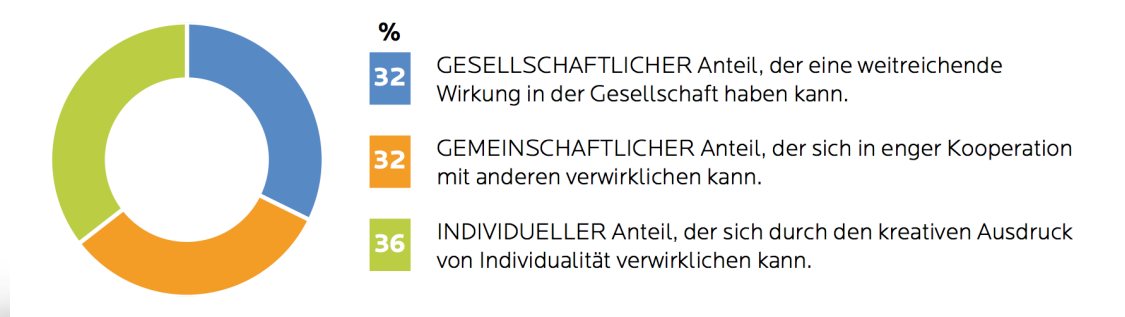 %
32
GESELLSCHAFTLICHER Anteil, der eine weitreichende
Wirkung in der Gesellschaft haben kann.
32
GEMEINSCHAFTLICHER Anteil, der sich in enger Kooperation
mit anderen verwirklichen kann.
36
INDIVIDUELLER Anteil, der sich durch den kreativen Ausdruck
von Individualität verwirklichen kann.